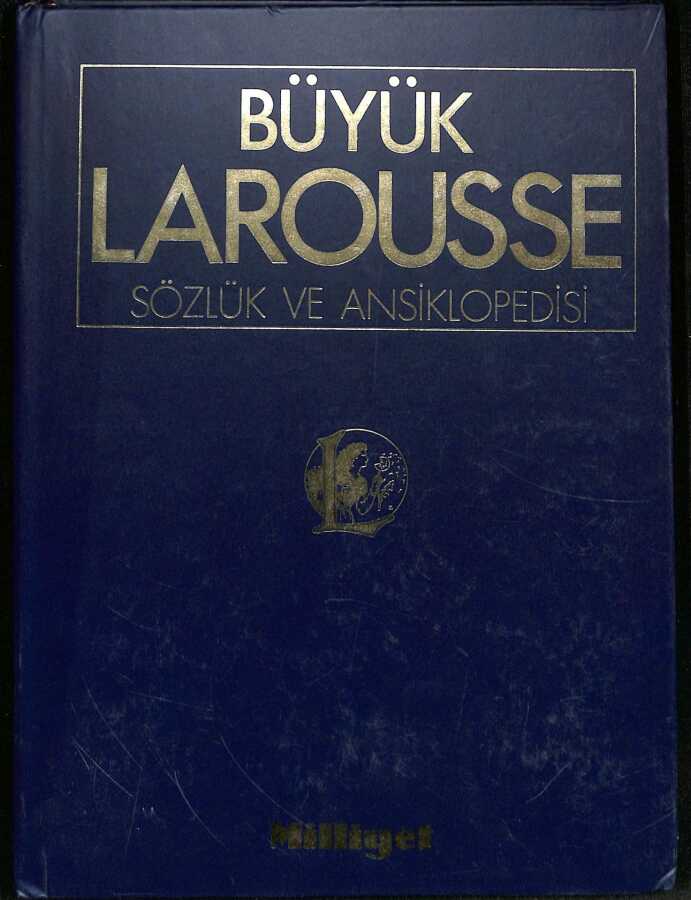 BÜYÜK
LAROUSSE
SÖZLÜK VE ANSİKLOPEDİSİ
L
Milliyet